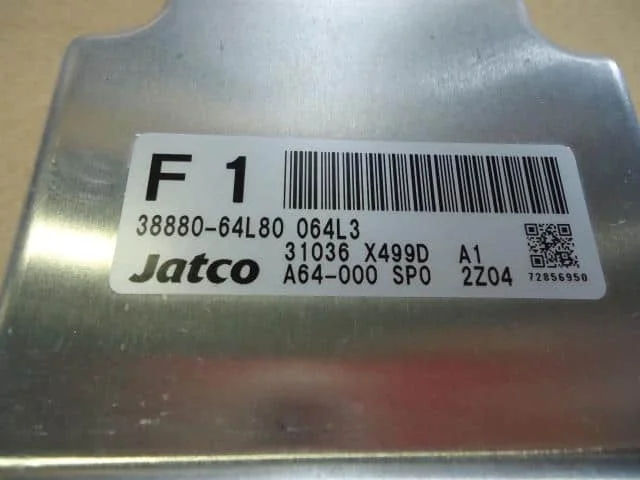 F 1
38880-64L80 064L3
31036 X499D A1
Jatco A64-000 SP0 2Z04
72856950